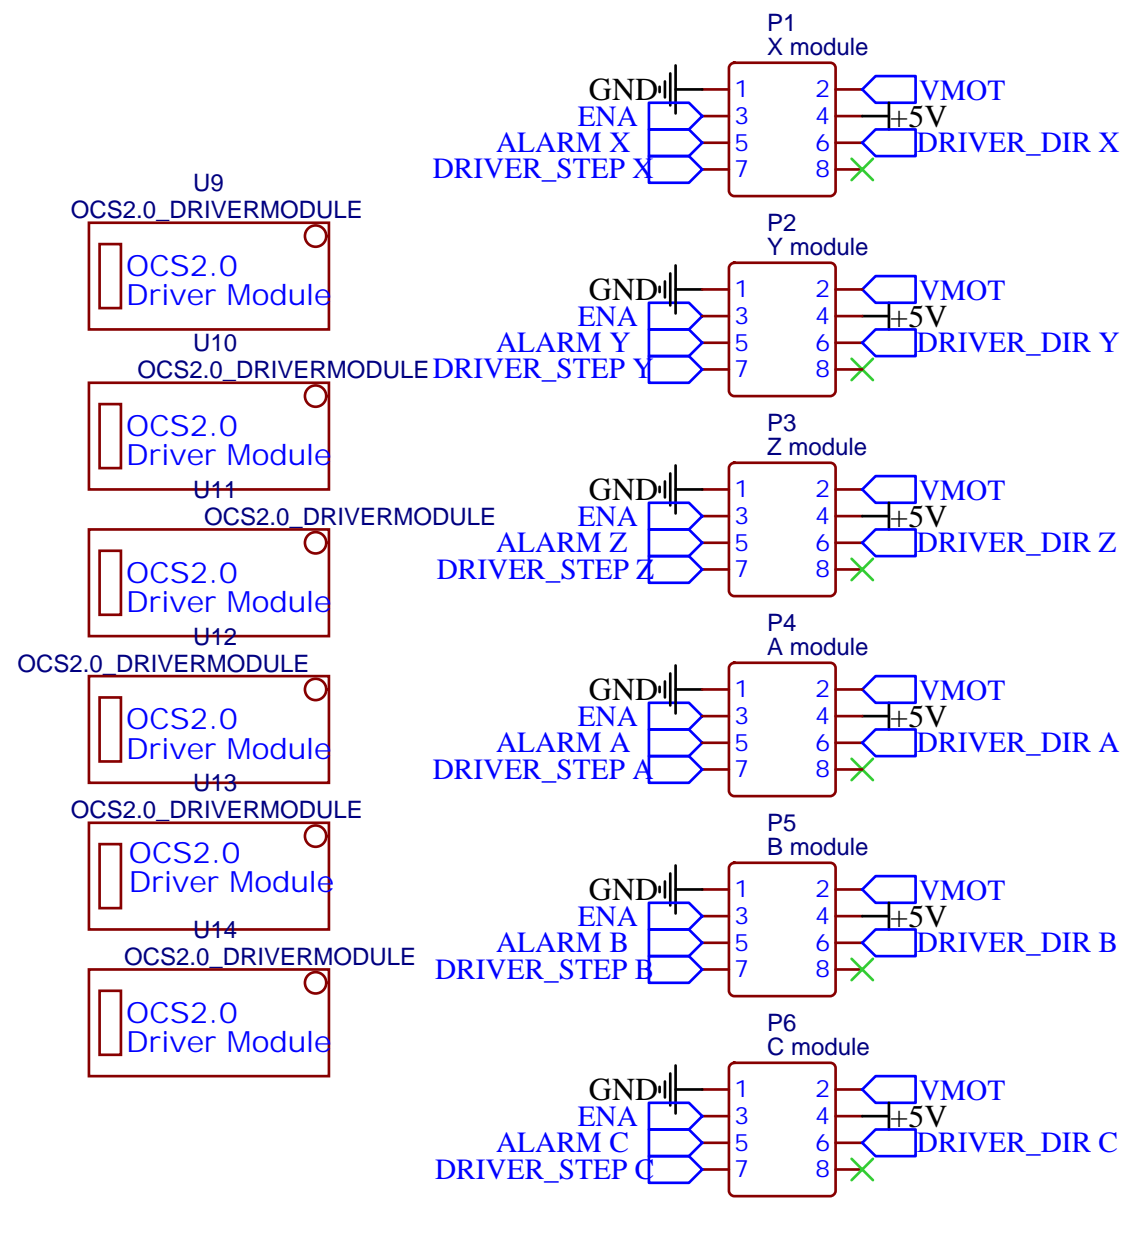 U9
OCS2.0_DRIVERMODULE
OCS2.0
Driver Module
U10
OCS2.0_DRIVERMODULE
OCS2.0
Driver Module
U11
OCS2.0_DRIVERMODULE
OCS2.0
Driver Module
U12
OCS2.0_DRIVERMODULE
OCS2.0
Driver Module
U13
OCS2.0_DRIVERMODULE
OCS2.0
Driver Module
U14
OCS2.0_DRIVERMODULE
OCS2.0
Driver Module
P1
X module
GND 1 2 VMOT
ENA 3 4 +5V
ALARM X 5 6 DRIVER_DIR X
DRIVER_STEP X 7 8
P2
Y module
GND 1 2 VMOT
ENA 3 4 +5V
ALARM Y 5 6 DRIVER_DIR Y
DRIVER_STEP Y 7 8
P3
Z module
GND 1 2 VMOT
ENA 3 4 +5V
ALARM Z 5 6 DRIVER_DIR Z
DRIVER_STEP Z 7 8
P4
A module
GND 1 2 VMOT
ENA 3 4 +5V
ALARM A 5 6 DRIVER_DIR A
DRIVER_STEP A 7 8
P5
B module
GND 1 2 VMOT
ENA 3 4 +5V
ALARM B 5 6 DRIVER_DIR B
DRIVER_STEP B 7 8
P6
C module
GND 1 2 VMOT
ENA 3 4 +5V
ALARM C 5 6 DRIVER_DIR C
DRIVER_STEP C 7 8